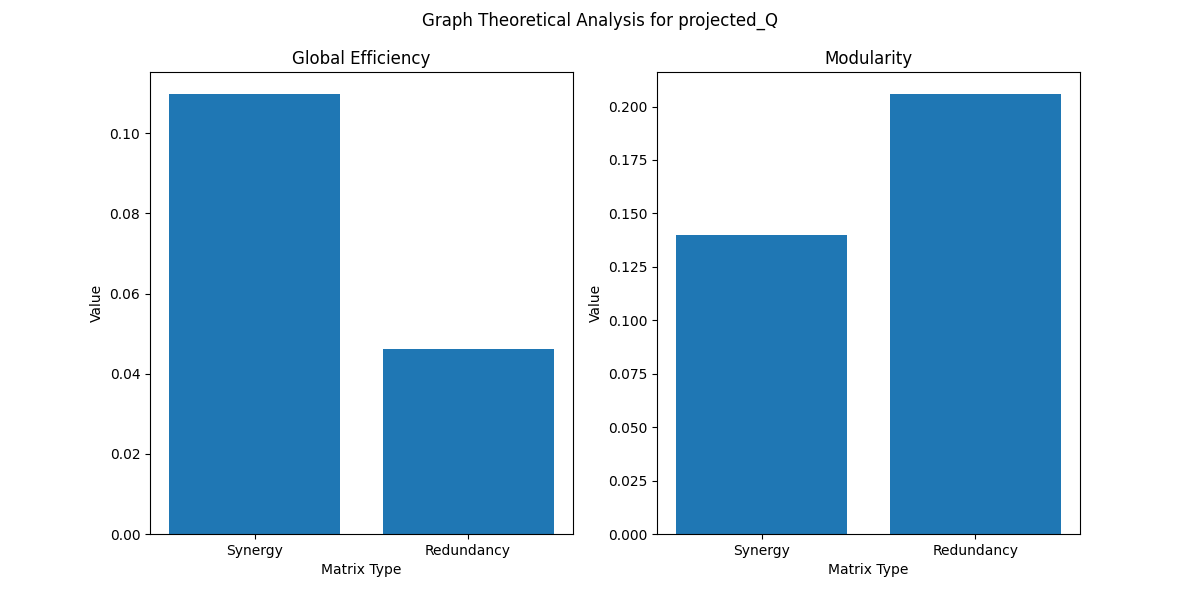 Graph Theoretical Analysis for projected_Q
Global Efficiency
0.10
0.08
0.06
0.04
0.02
0.00
Value
Synergy
Redundancy
Matrix Type
Modularity
0.200
0.175
0.150
0.125
0.100
0.075
0.050
0.025
0.000
Value
Synergy
Redundancy
Matrix Type